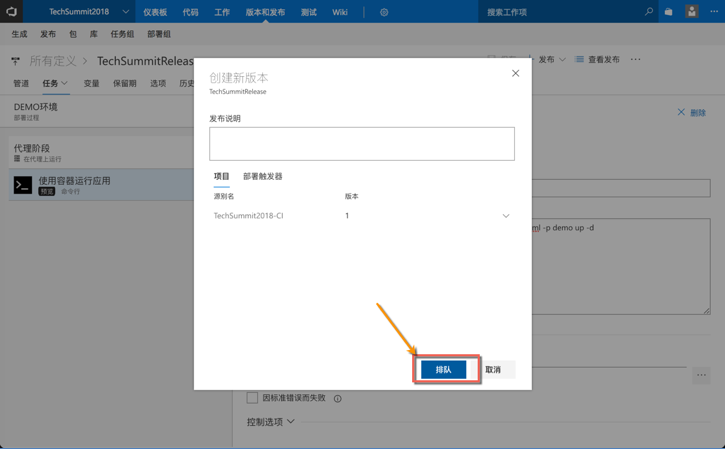 TechSummit2018
仪表板 代码 工作 版本和发布 测试 Wiki
搜索工作项
生成 发布 包 库 任务组 部署组
所有定义 > TechSummitRelease
发布 查看发布
管道 任务 变量 保留期 选项 历史
DEMO环境
部署过程
删除
代理阶段
在代理上运行
使用容器运行应用
预览 命令行
ml -p demo up -d
创建新版本
TechSummitRelease
发布说明
项目 部署触发器
源别名 版本
TechSummit2018-CI 1
排队 取消
因标准错误而失败
控制选项